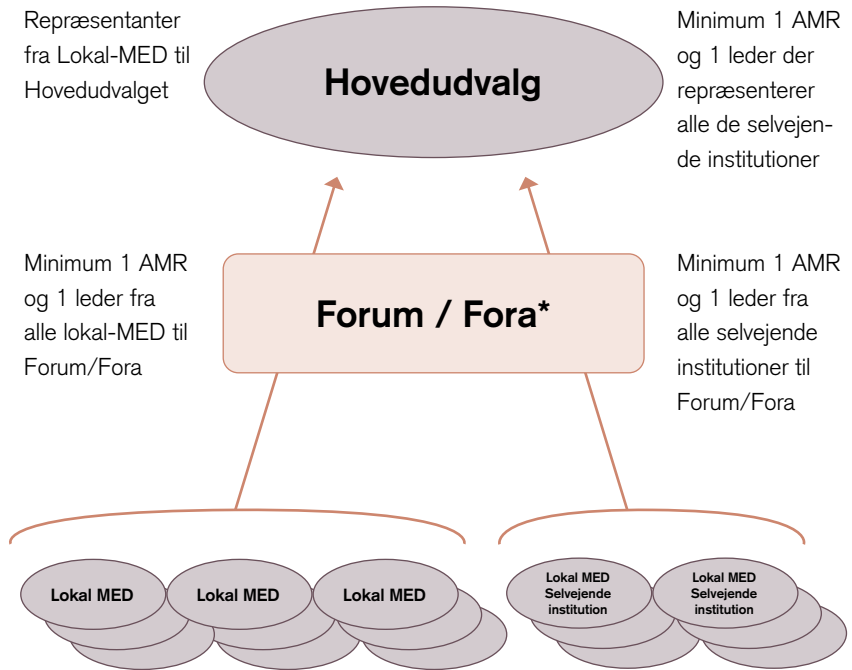 Repræsentanter
fra Lokal-MED til
Hovedudvalget
Hovedudvalg
Minimum 1 AMR
og 1 leder der
repræsenterer
alle de selvejen-
de institutioner
Minimum 1 AMR
og 1 leder fra
alle lokal-MED til
Forum/Fora
Forum / Fora*
Minimum 1 AMR
og 1 leder fra
alle selvejende
institutioner til
Forum/Fora
Lokal MED
Lokal MED
Lokal MED
Lokal MED
Selvejende
institution
Lokal MED
Selvejende
institution